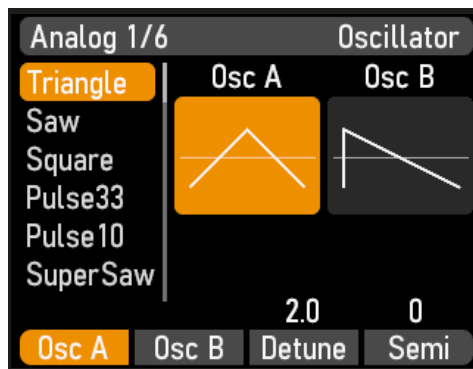 Analog 1/6 Oscillator
Triangle
Saw
Square
Pulse33
Pulse10
SuperSaw
Osc A Osc B
2.0 0
Osc A Osc B Detune Semi